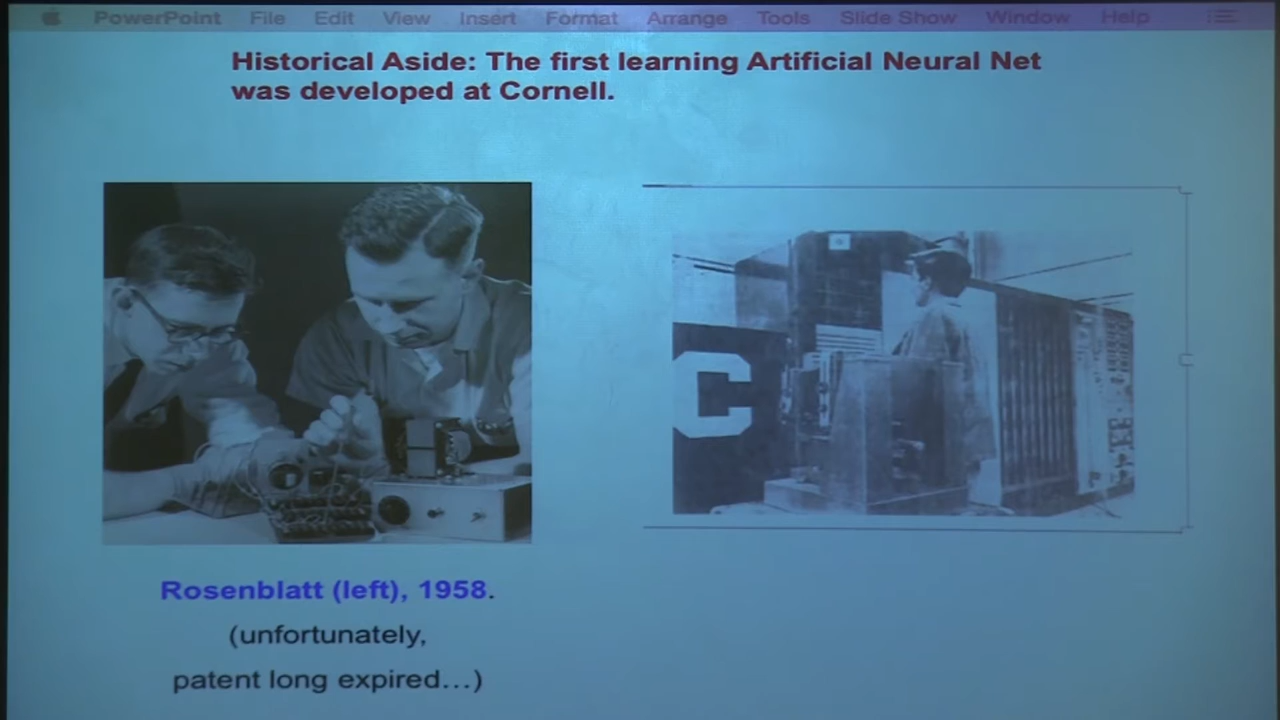 PowerPoint File Edit View Insert Format Arrange Tools Slide Show Window Help
Historical Aside: The first learning Artificial Neural Net
was developed at Cornell.
C
Rosenblatt (left), 1958.
(unfortunately,
patent long expired...)